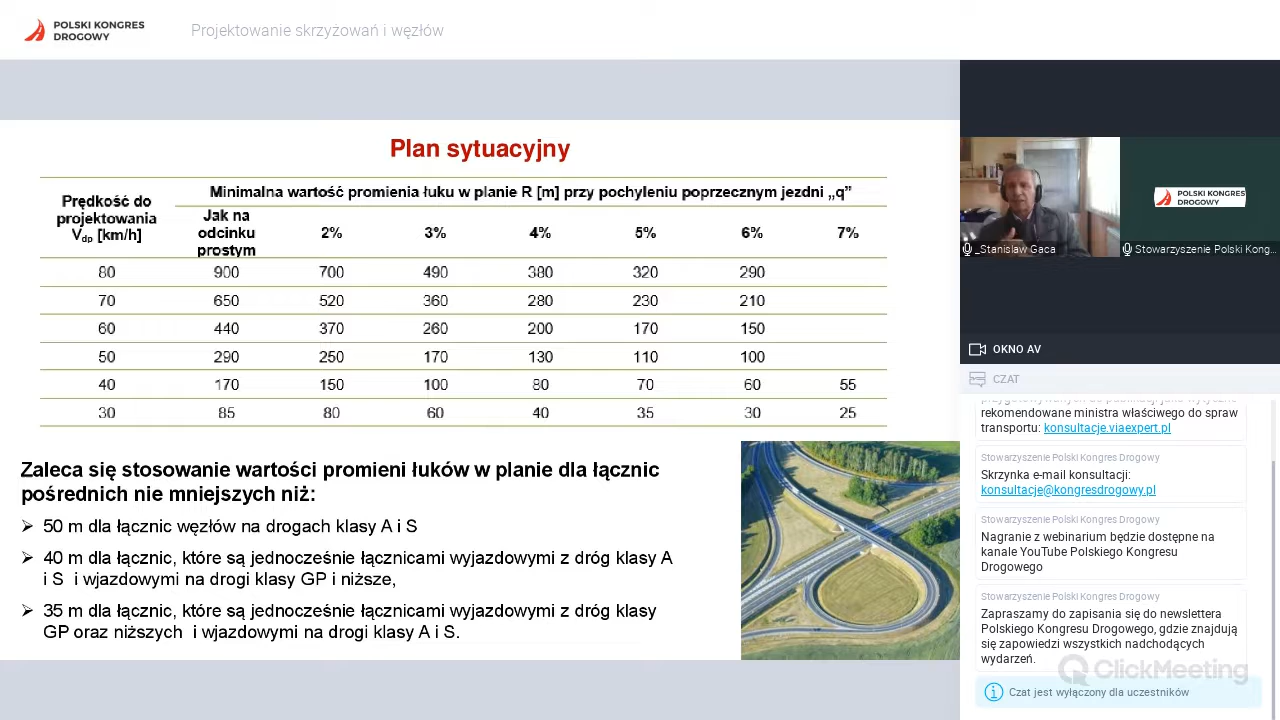 POLSKI KONGRES
DROGOWY
Projektowanie skrzyżowań i węzłów
Plan sytuacyjny
Prędkość do
projektowania
Vdp [km/h]
Minimalna wartość promienia łuku w planie R [m] przy pochyleniu poprzecznym jezdni „q”
Jak na
odcinku
prostym
2% 3% 4% 5% 6% 7%
80 900 700 490 380 320 290
70 650 520 360 280 230 210
60 440 370 260 200 170 150
50 290 250 170 130 110 100
40 170 150 100 80 70 60 55
30 85 80 60 40 35 30 25
Zaleca się stosowanie wartości promieni łuków w planie dla łącznic
pośrednich nie mniejszych niż:
➢ 50 m dla łącznic węzłów na drogach klasy A i S
➢ 40 m dla łącznic, które są jednocześnie łącznicami wyjazdowymi z dróg klasy A
i S i wjazdowymi na drogi klasy GP i niższe,
➢ 35 m dla łącznic, które są jednocześnie łącznicami wyjazdowymi z dróg klasy
GP oraz niższych i wjazdowymi na drogi klasy A i S.
POLSKI KONGRES
DROGOWY
_Stanislaw Gaca
Stowarzyszenie Polski Kong...
OKNO AV
CZAT
rekomendowane ministra właściwego do spraw
transportu: konsultacje.viaexpert.pl
Stowarzyszenie Polski Kongres Drogowy
Skrzynka e-mail konsultacji:
konsultacje@kongresdrogowy.pl
Stowarzyszenie Polski Kongres Drogowy
Nagranie z webinarium będzie dostępne na
kanale YouTube Polskiego Kongresu
Drogowego
Stowarzyszenie Polski Kongres Drogowy
Zapraszamy do zapisania się do newslettera
Polskiego Kongresu Drogowego, gdzie znajdują
się zapowiedzi wszystkich nadchodzących
wydarzeń.
ClickMeeting
Czat jest wyłączony dla uczestników